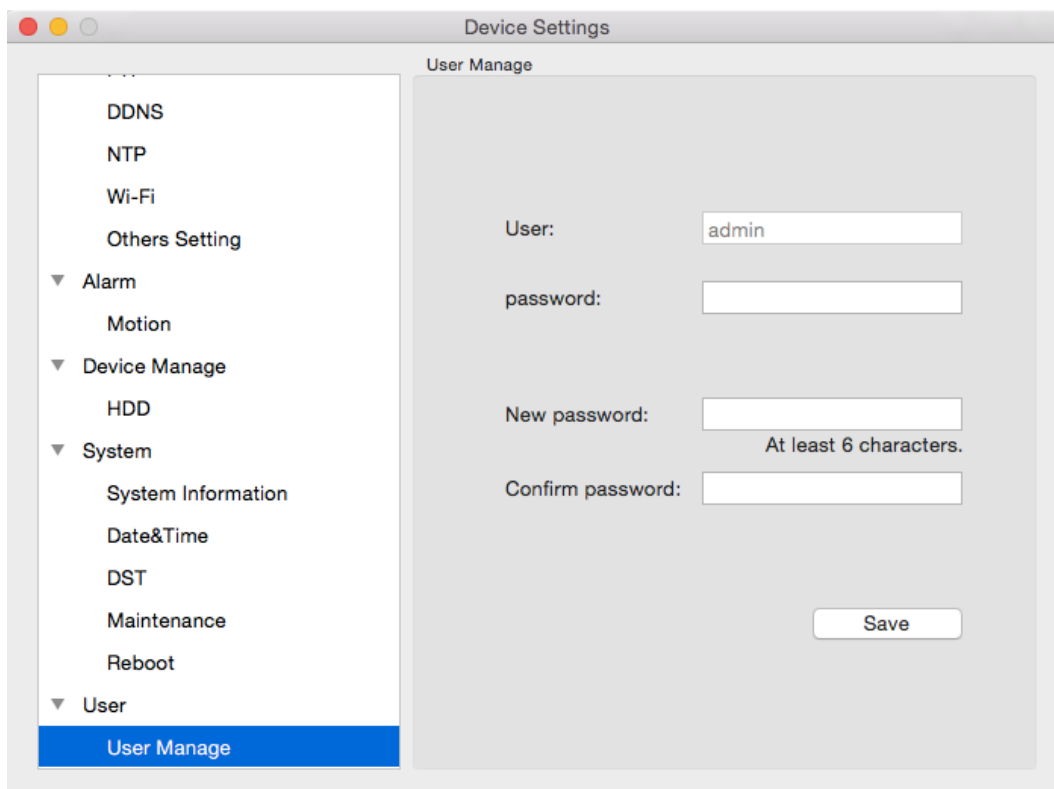 Device Settings
User Manage
DDNS
NTP
Wi-Fi
Others Setting
Alarm
Motion
Device Manage
HDD
System
System Information
Date&Time
DST
Maintenance
Reboot
User
User Manage
User:
admin
password:
New password:
At least 6 characters.
Confirm password:
Save